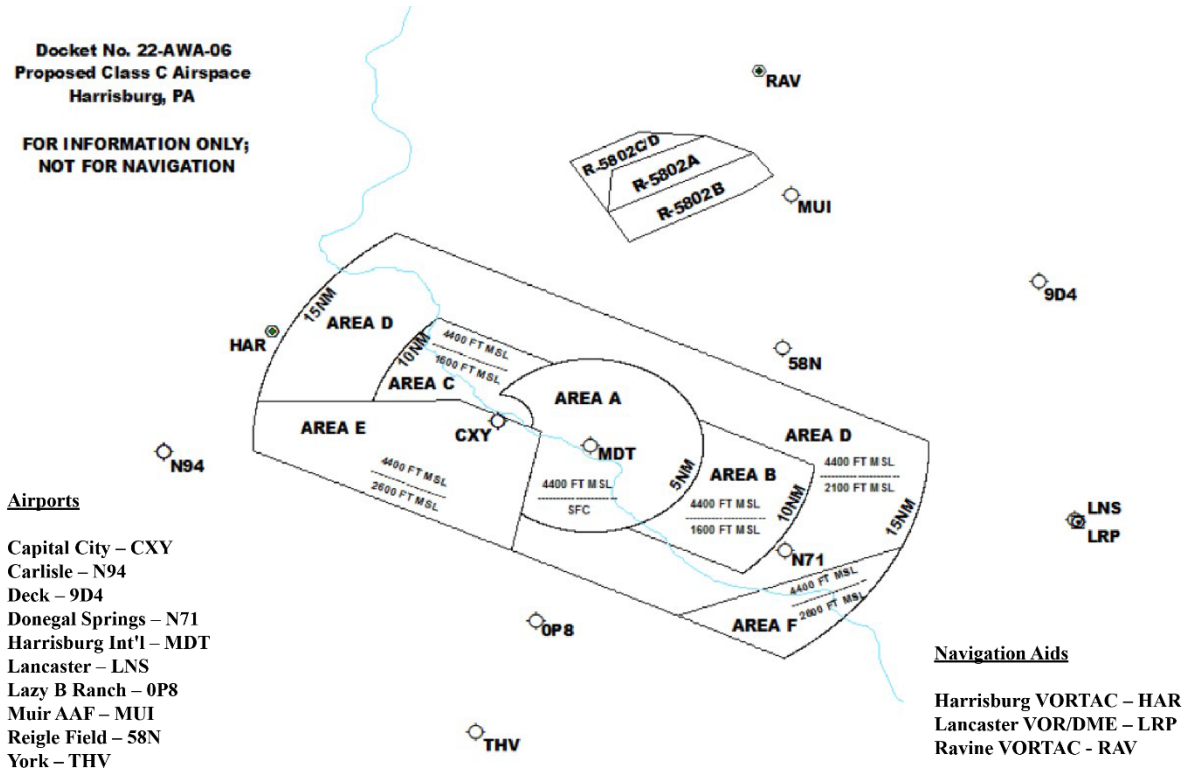 Docket No. 22-AWA-06
Proposed Class C Airspace
Harrisburg, PA
FOR INFORMATION ONLY;
NOT FOR NAVIGATION
RAV
R-5802C/D
R-5802A
R-5802B
MUI
9D4
15NM
AREA D
HAR
58N
10NM
4400 FT MSL
1600 FT MSL
AREA C
AREA A
AREA E
CXY
MDT
AREA D
4400 FT MSL
2100 FT MSL
N94
4400 FT MSL
2600 FT MSL
4400 FT MSL
SFC
5NM
AREA B
4400 FT MSL
1600 FT MSL
10NM
15NM
LNS
LRP
N71
4400 FT MSL
2600 FT MSL
AREA F
0P8
THV
Airports
Capital City – CXY
Carlisle – N94
Deck – 9D4
Donegal Springs – N71
Harrisburg Int'l – MDT
Lancaster – LNS
Lazy B Ranch – 0P8
Muir AAF – MUI
Reigle Field – 58N
York – THV
Navigation Aids
Harrisburg VORTAC – HAR
Lancaster VOR/DME – LRP
Ravine VORTAC - RAV